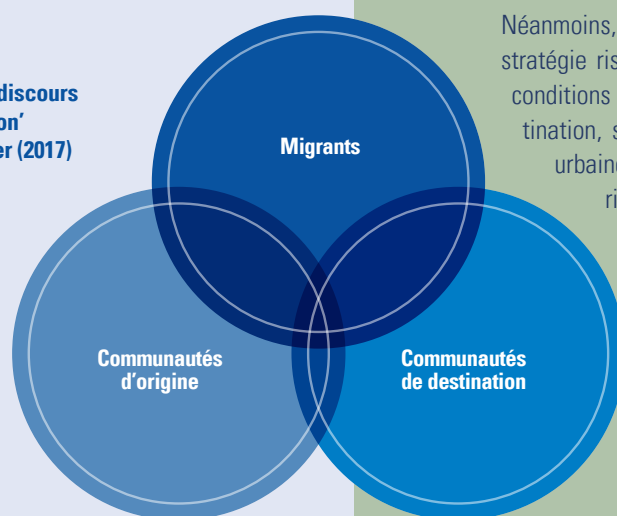 discours
on'
er (2017)
Néanmoins,
stratégie ris
conditions
tination, s
urbaine
ri
Migrants
Communautés
d'origine
Communautés
de destination